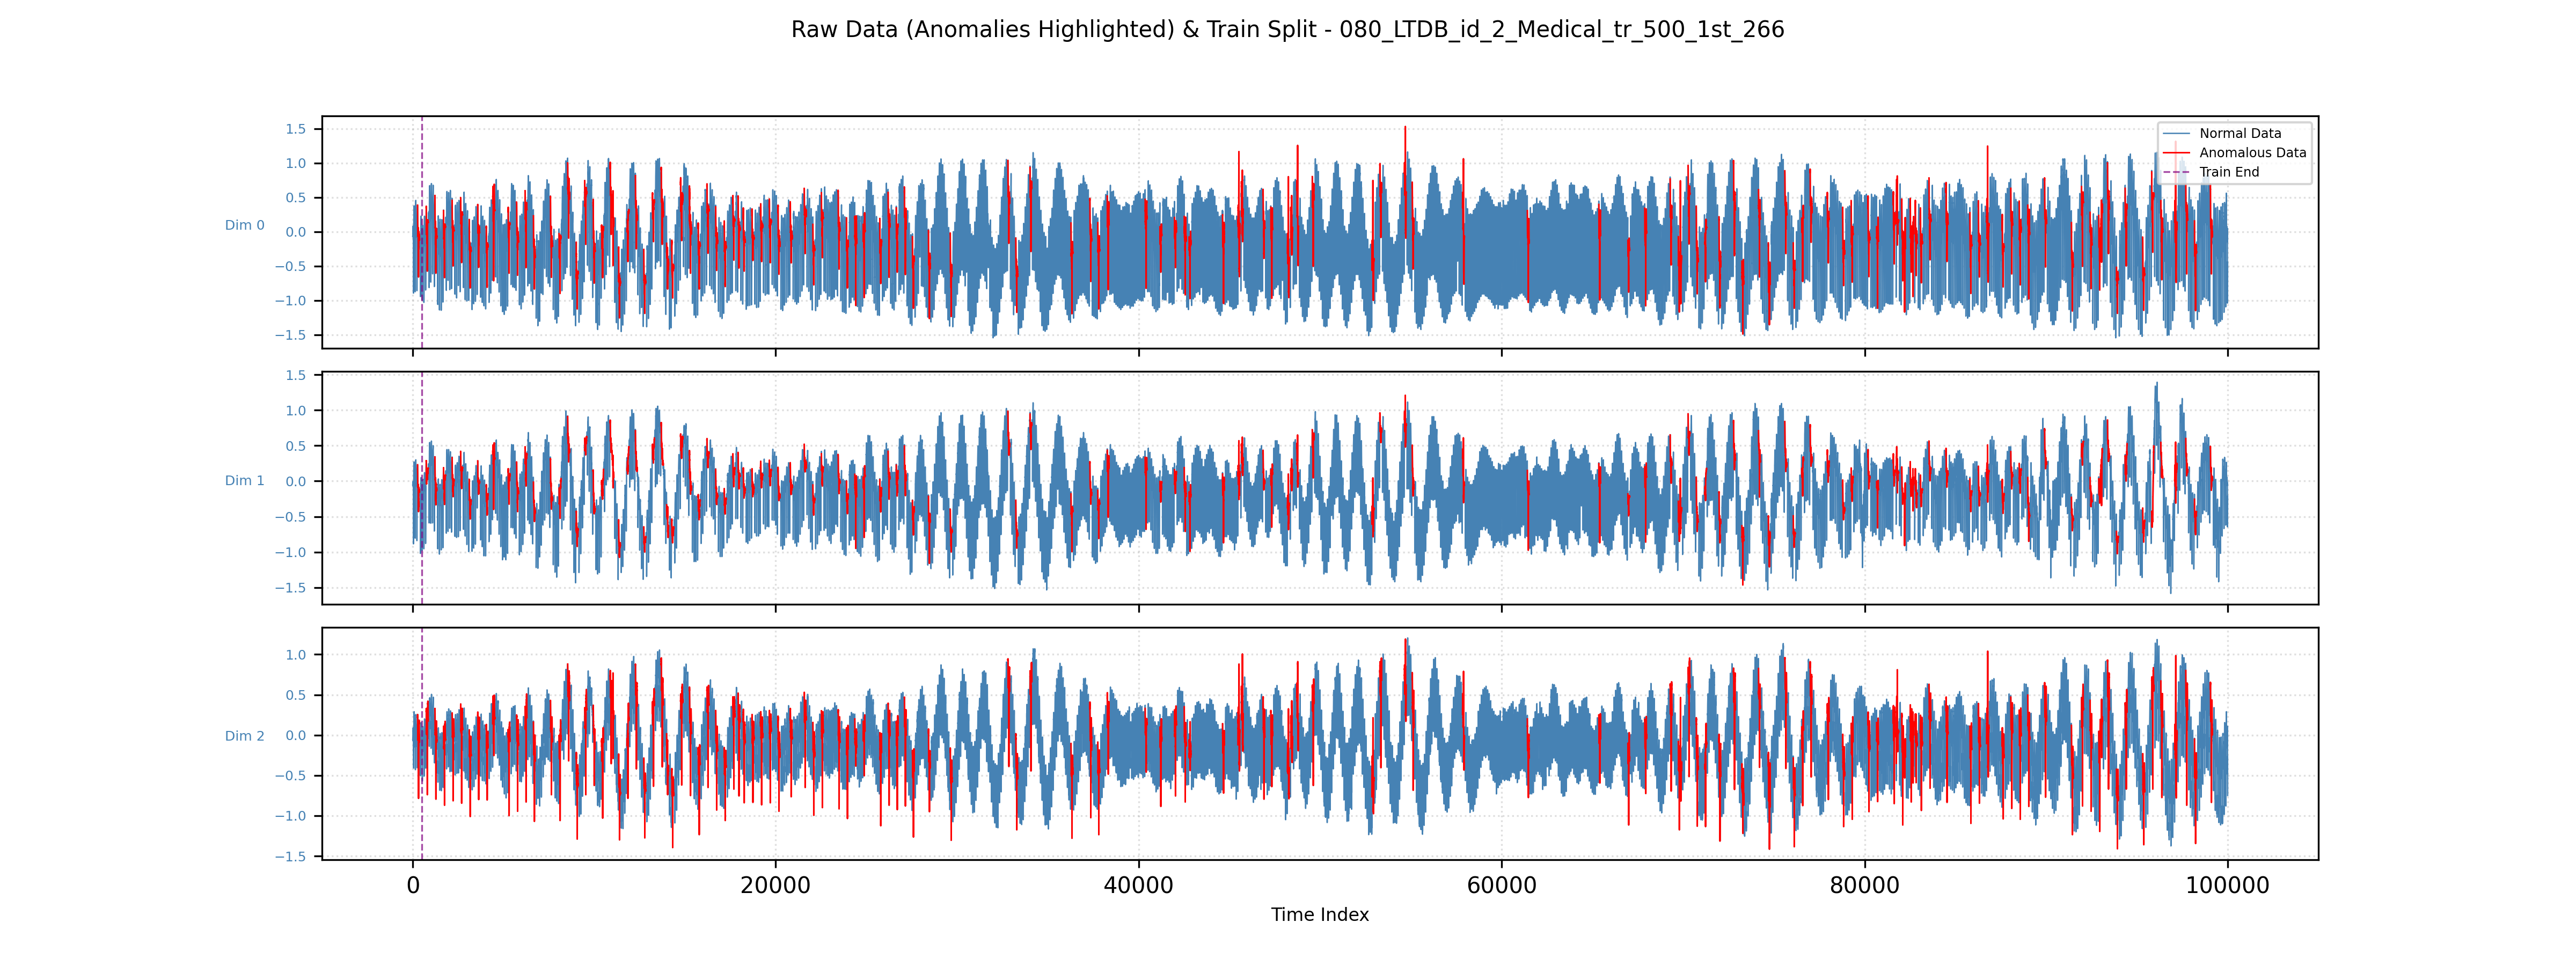 Raw Data (Anomalies Highlighted) & Train Split - 080_LTDB_id_2_Medical_tr_500_1st_266
1.5
1.0
0.5
Dim 0
0.0
−0.5
−1.0
−1.5
Normal Data
Anomalous Data
Train End
1.5
1.0
0.5
Dim 1
0.0
−0.5
−1.0
−1.5
1.0
0.5
Dim 2
0.0
−0.5
−1.0
−1.5
0 20000 40000 60000 80000 100000
Time Index